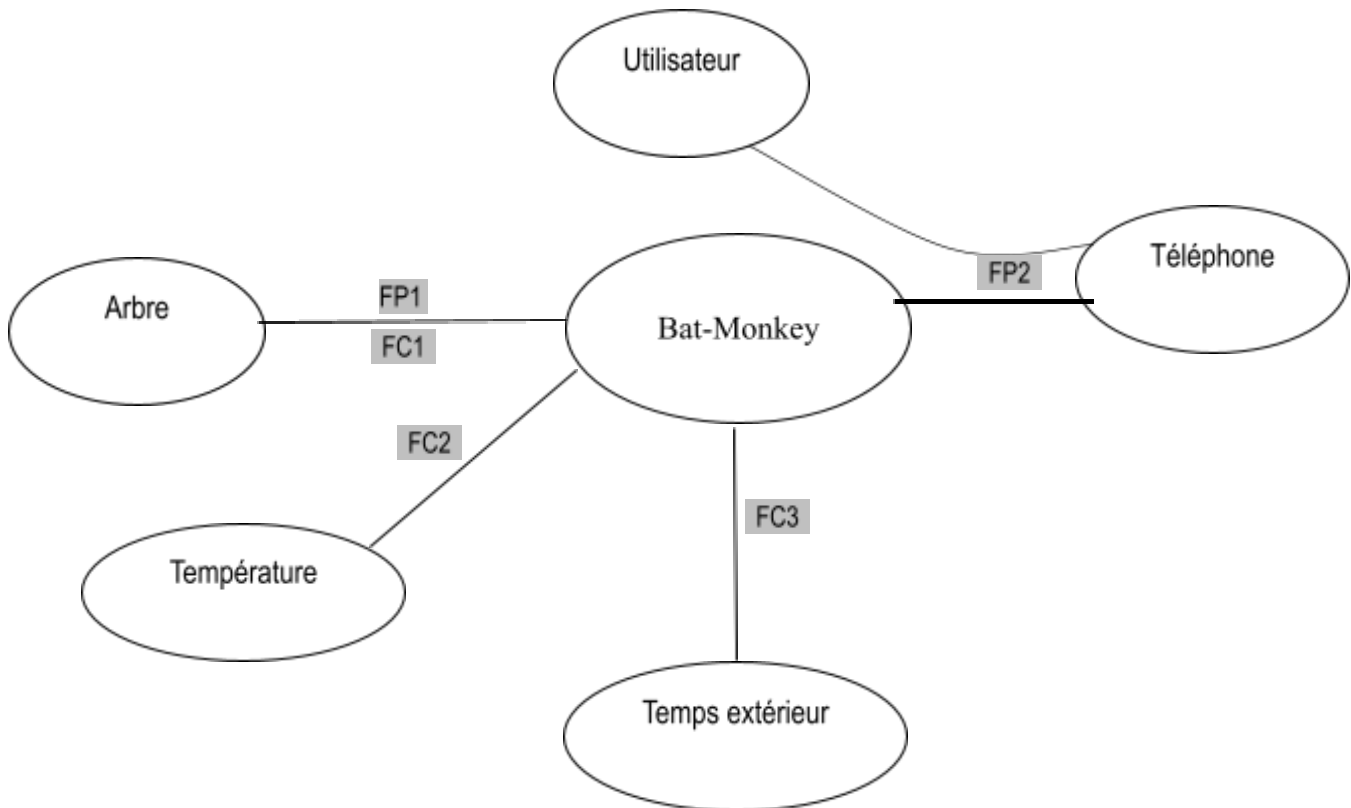 Utilisateur
Téléphone
FP2
Arbre
FP1
Bat-Monkey
FC1
FC2
FC3
Température
Temps extérieur